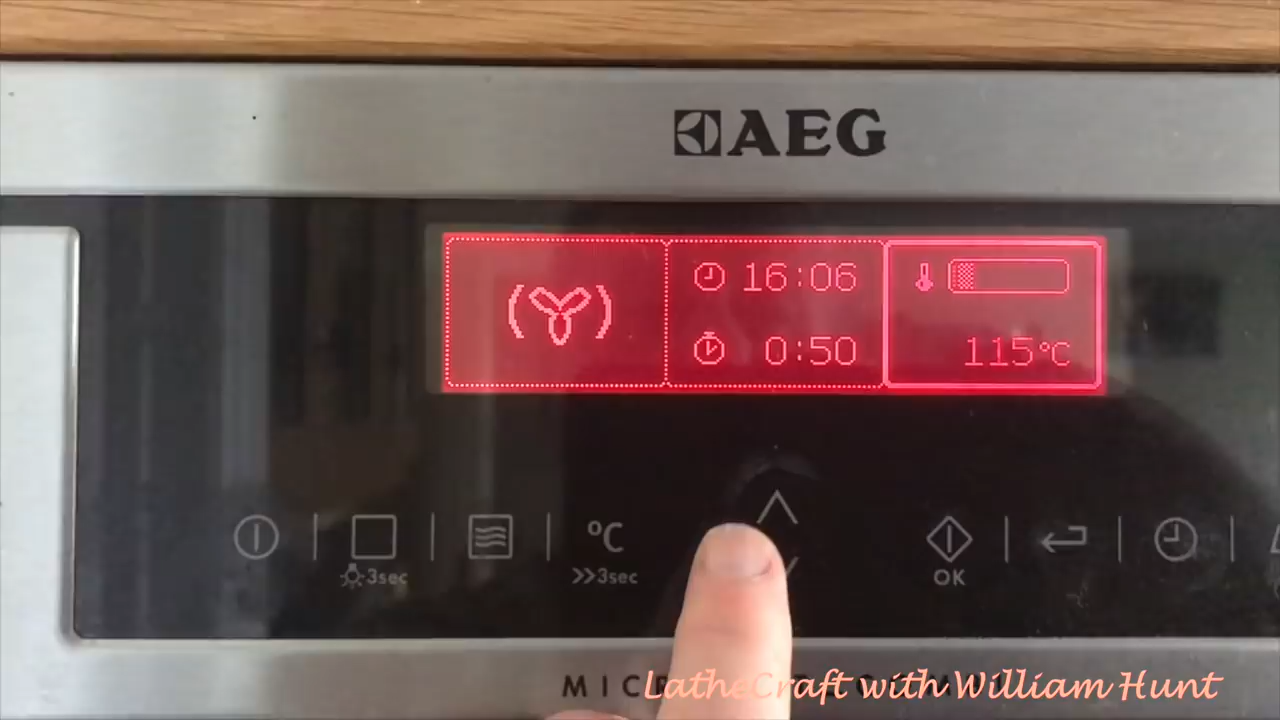 AEG
16:06
0:50
115°C
°C
3sec
>>3sec
OK
LatheCraft with William Hunt